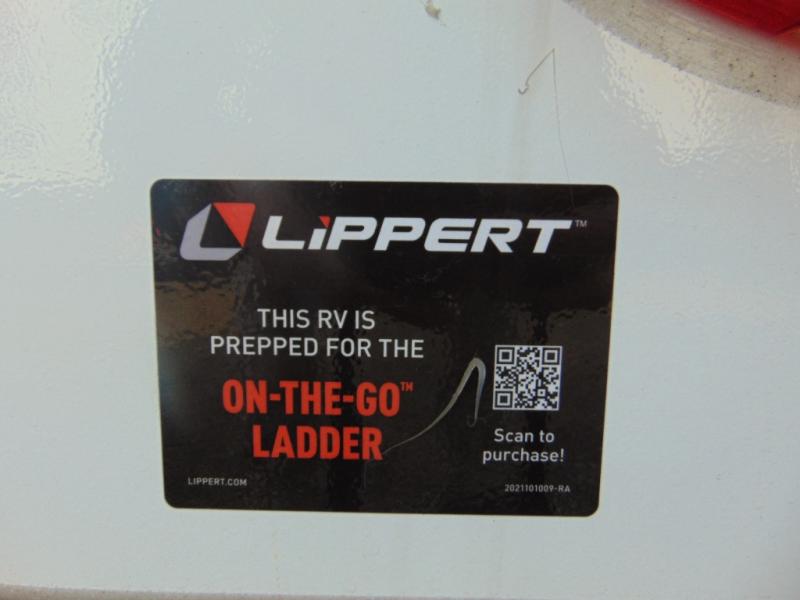 LiPPERT™
THIS RV IS
PREPPED FOR THE
ON-THE-GO™
LADDER
Scan to
purchase!
LIPPERT.COM
2021101009-RA